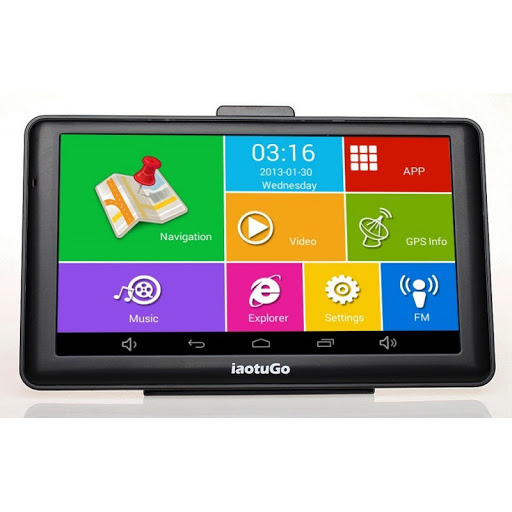 03:16
2013-01-30
Wednesday
APP
Navigation
Video
GPS Info
Music
Explorer
Settings
FM
iaotuGo